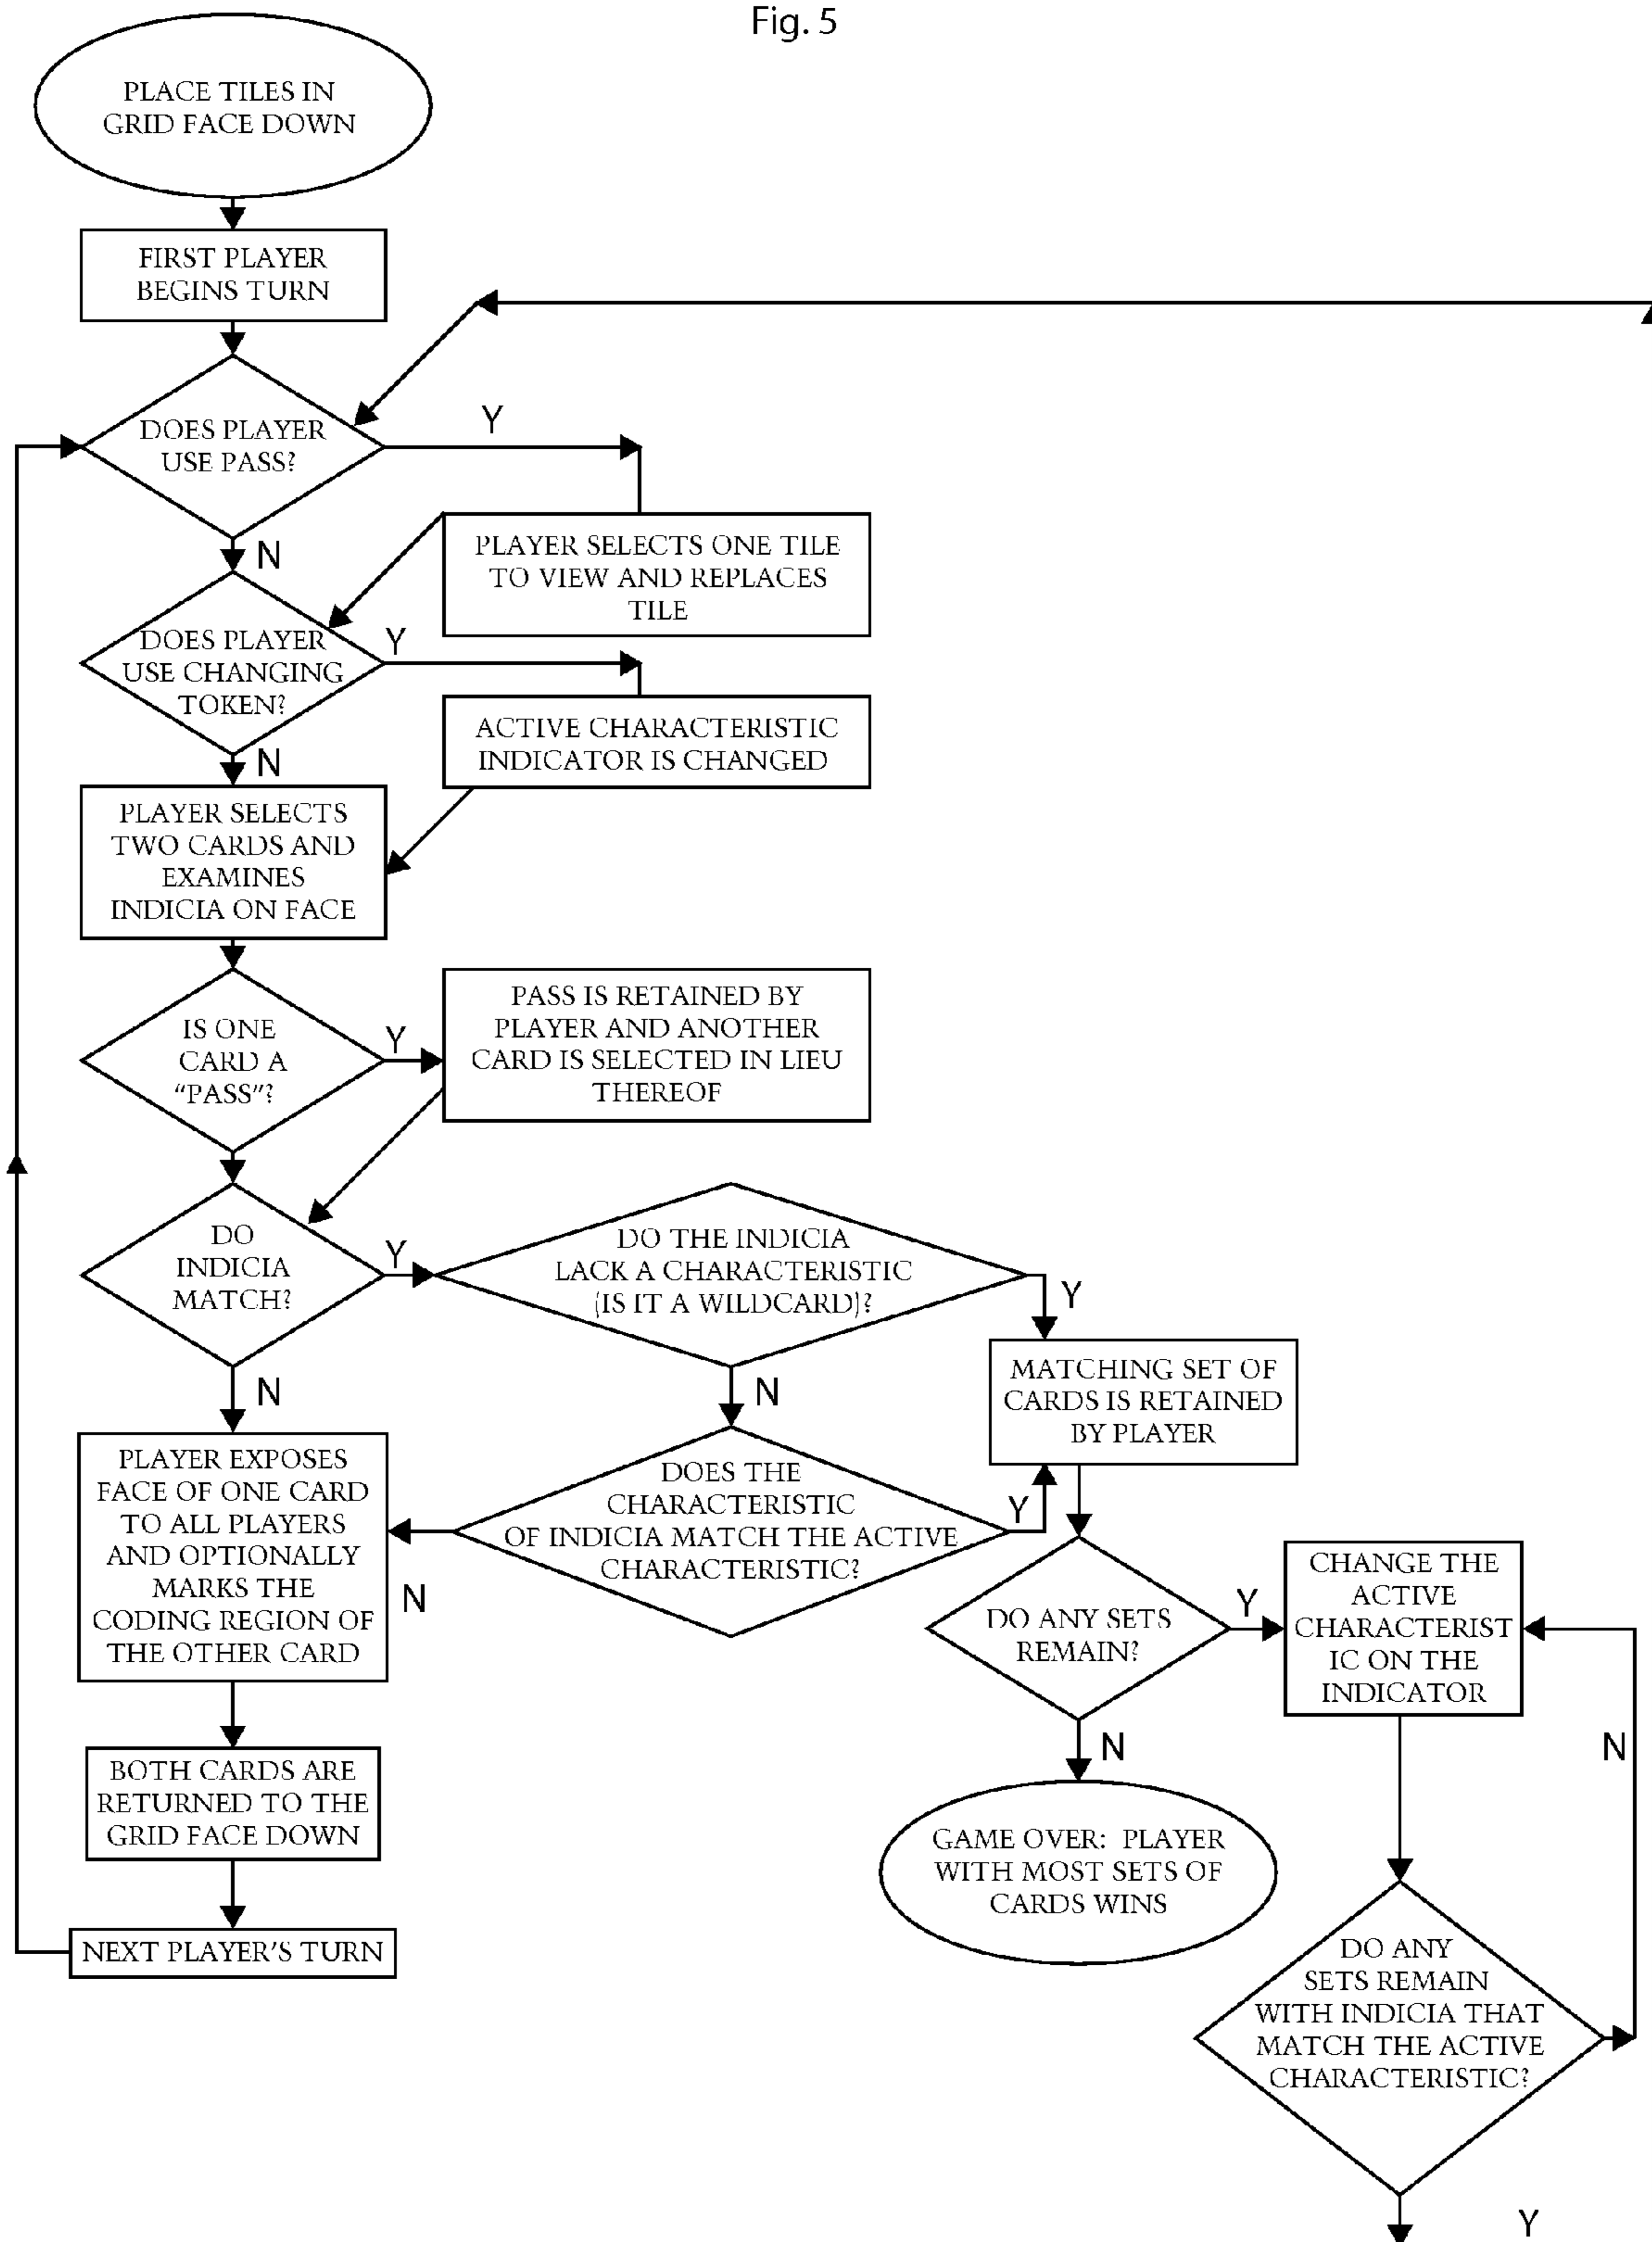 Fig. 5
PLACE TILES IN
GRID FACE DOWN
FIRST PLAYER
BEGINS TURN
DOES PLAYER
USE PASS?
Y
N
PLAYER SELECTS ONE TILE
TO VIEW AND REPLACES
TILE
DOES PLAYER
USE CHANGING
TOKEN?
Y
N
ACTIVE CHARACTERISTIC
INDICATOR IS CHANGED
PLAYER SELECTS
TWO CARDS AND
EXAMINES
INDICIA ON FACE
IS ONE
CARD A
"PASS"?
Y
PASS IS RETAINED BY
PLAYER AND ANOTHER
CARD IS SELECTED IN LIEU
THEREOF
DO
INDICIA
MATCH?
Y
N
DO THE INDICIA
LACK A CHARACTERISTIC
(IS IT A WILDCARD)?
Y
N
MATCHING SET OF
CARDS IS RETAINED
BY PLAYER
PLAYER EXPOSES
FACE OF ONE CARD
TO ALL PLAYERS
AND OPTIONALLY
MARKS THE
CODING REGION OF
THE OTHER CARD
DOES THE
CHARACTERISTIC
OF INDICIA MATCH THE ACTIVE
CHARACTERISTIC?
Y
N
DO ANY SETS
REMAIN?
Y
N
CHANGE THE
ACTIVE
CHARACTERIST
IC ON THE
INDICATOR
N
BOTH CARDS ARE
RETURNED TO THE
GRID FACE DOWN
GAME OVER: PLAYER
WITH MOST SETS OF
CARDS WINS
NEXT PLAYER'S TURN
DO ANY
SETS REMAIN
WITH INDICIA THAT
MATCH THE ACTIVE
CHARACTERISTIC?
Y